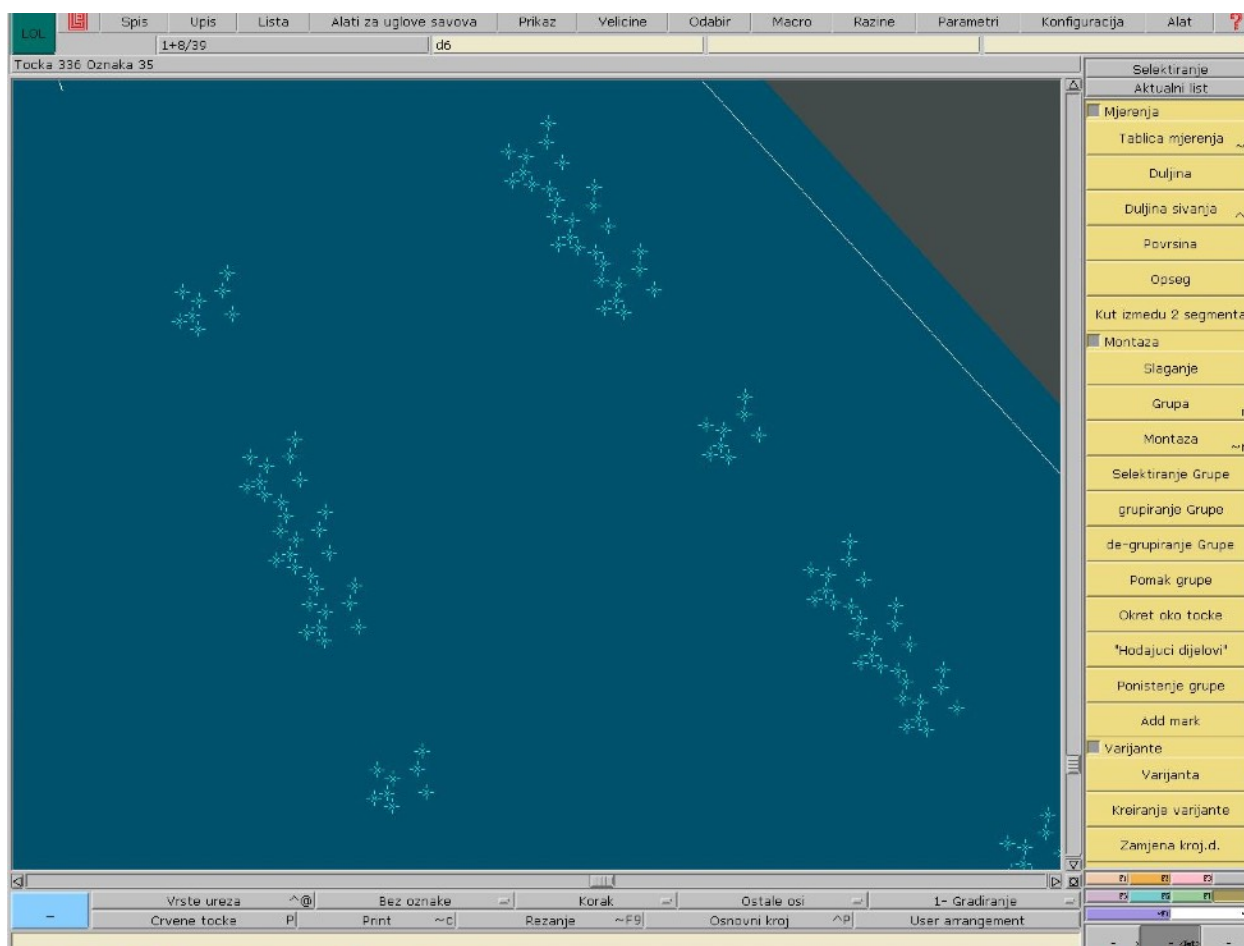 LOL Spis Upis Lista Alati za uglove savova Prikaz Velicine Odabir Macro Razine Parametri Konfiguracija Alat ?
1+8/39 d6
Tocka 336 Oznaka 35
Selektiranje
Aktualni list
Mjerenja
Tablica mjerenja
Duljina
Duljina sivanja
Povrsina
Opseg
Kut izmedu 2 segmenta
Montaza
Slaganje
Grupa
Montaza
Selektiranje Grupe
grupiranje Grupe
de-grupiranje Grupe
Pomak grupe
Okret oko tocke
"Hodajuci dijelovi"
Ponistenje grupe
Add mark
Varijante
Varijanta
Kreiranje varijante
Zamjena kroj.d.
Vrste ureza ^@ Bez oznake Korak Ostale osi 1- Gradiranje
Crvene tocke P Print ~c Rezanje ~F9 Osnovni kroj ^P User arrangement